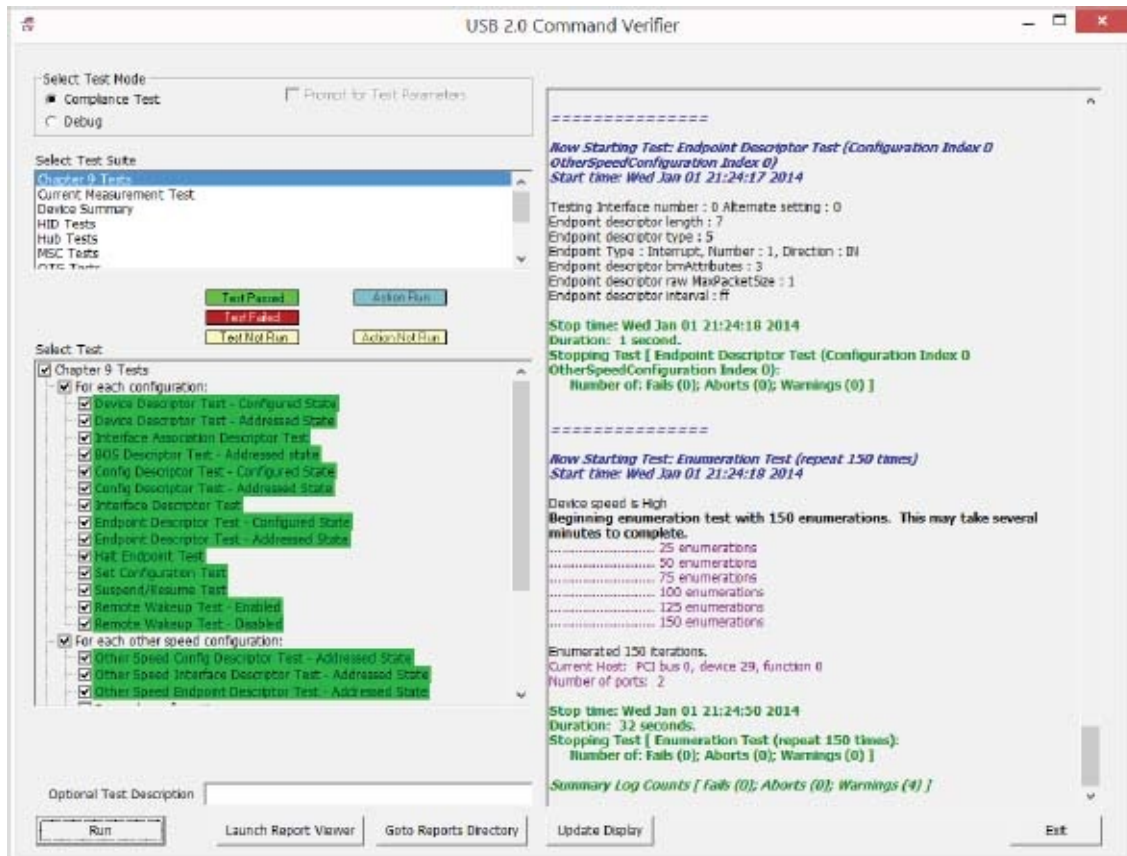 USB 2.0 Command Verifier
Select Test Mode
Compliance Test
Prompt for Test Parameters
Debug
Select Test Suite
Chapter 9 Tests
Current Measurement Test
Device Summary
HID Tests
Hub Tests
MSC Tests
OTG Tests
Test Passed
Action Run
Test Failed
Test Not Run
Action Not Run
Select Test
Chapter 9 Tests
For each configuration:
Device Descriptor Test - Configured State
Device Descriptor Test - Addressed State
Interface Association Descriptor Test
BOS Descriptor Test - Addressed state
Config Descriptor Test - Configured State
Config Descriptor Test - Addressed State
Interface Descriptor Test
Endpoint Descriptor Test - Configured State
Endpoint Descriptor Test - Addressed State
Halt Endpoint Test
Set Configuration Test
Suspend/Resume Test
Remote Wakeup Test - Enabled
Remote Wakeup Test - Disabled
For each other speed configuration:
Other Speed Config Descriptor Test - Addressed State
Other Speed Interface Descriptor Test - Addressed State
Other Speed Endpoint Descriptor Test - Addressed State
Optional Test Description
Run
Launch Report Viewer
Goto Reports Directory
===============
Now Starting Test: Endpoint Descriptor Test (Configuration Index 0
OtherSpeedConfiguration Index 0)
Start time: Wed Jan 01 21:24:17 2014
Testing Interface number : 0 Alternate setting : 0
Endpoint descriptor length : 7
Endpoint descriptor type : 5
Endpoint Type : Interrupt, Number : 1, Direction : IN
Endpoint descriptor bmAttributes : 3
Endpoint descriptor raw MaxPacketSize : 1
Endpoint descriptor interval : ff
Stop time: Wed Jan 01 21:24:18 2014
Duration: 1 second.
Stopping Test [ Endpoint Descriptor Test (Configuration Index 0
OtherSpeedConfiguration Index 0):
Number of: Fails (0); Aborts (0); Warnings (0) ]
===============
Now Starting Test: Enumeration Test (repeat 150 times)
Start time: Wed Jan 01 21:24:18 2014
Device speed is High
Beginning enumeration test with 150 enumerations. This may take several
minutes to complete.
......................... 25 enumerations
......................... 50 enumerations
......................... 75 enumerations
......................... 100 enumerations
......................... 125 enumerations
......................... 150 enumerations
Enumerated 150 iterations.
Current Host: PCI bus 0, device 29, function 0
Number of ports: 2
Stop time: Wed Jan 01 21:24:50 2014
Duration: 32 seconds.
Stopping Test [ Enumeration Test (repeat 150 times):
Number of: Fails (0); Aborts (0); Warnings (0) ]
Summary Log Counts [ Fails (0); Aborts (0); Warnings (4) ]
Update Display
Exit